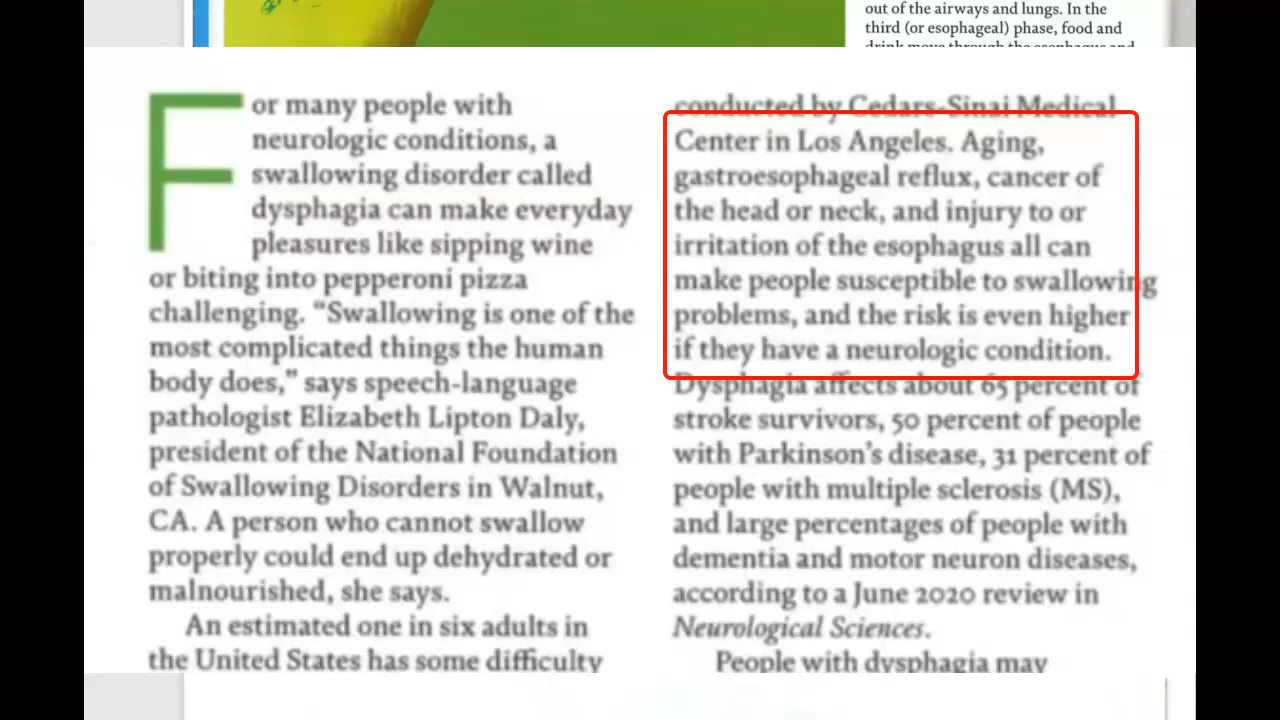 out of the airways and lungs. In the
third (or esophageal) phase, food and
drink move through the esophagus and
For many people with
neurologic conditions, a
swallowing disorder called
dysphagia can make everyday
pleasures like sipping wine
or biting into pepperoni pizza
challenging. “Swallowing is one of the
most complicated things the human
body does,” says speech-language
pathologist Elizabeth Lipton Daly,
president of the National Foundation
of Swallowing Disorders in Walnut,
CA. A person who cannot swallow
properly could end up dehydrated or
malnourished, she says.
An estimated one in six adults in
the United States has some difficulty
conducted by Cedars-Sinai Medical
Center in Los Angeles. Aging,
gastroesophageal reflux, cancer of
the head or neck, and injury to or
irritation of the esophagus all can
make people susceptible to swallowing
problems, and the risk is even higher
if they have a neurologic condition.
Dysphagia affects about 65 percent of
stroke survivors, 50 percent of people
with Parkinson’s disease, 31 percent of
people with multiple sclerosis (MS),
and large percentages of people with
dementia and motor neuron diseases,
according to a June 2020 review in
Neurological Sciences.
People with dysphagia may